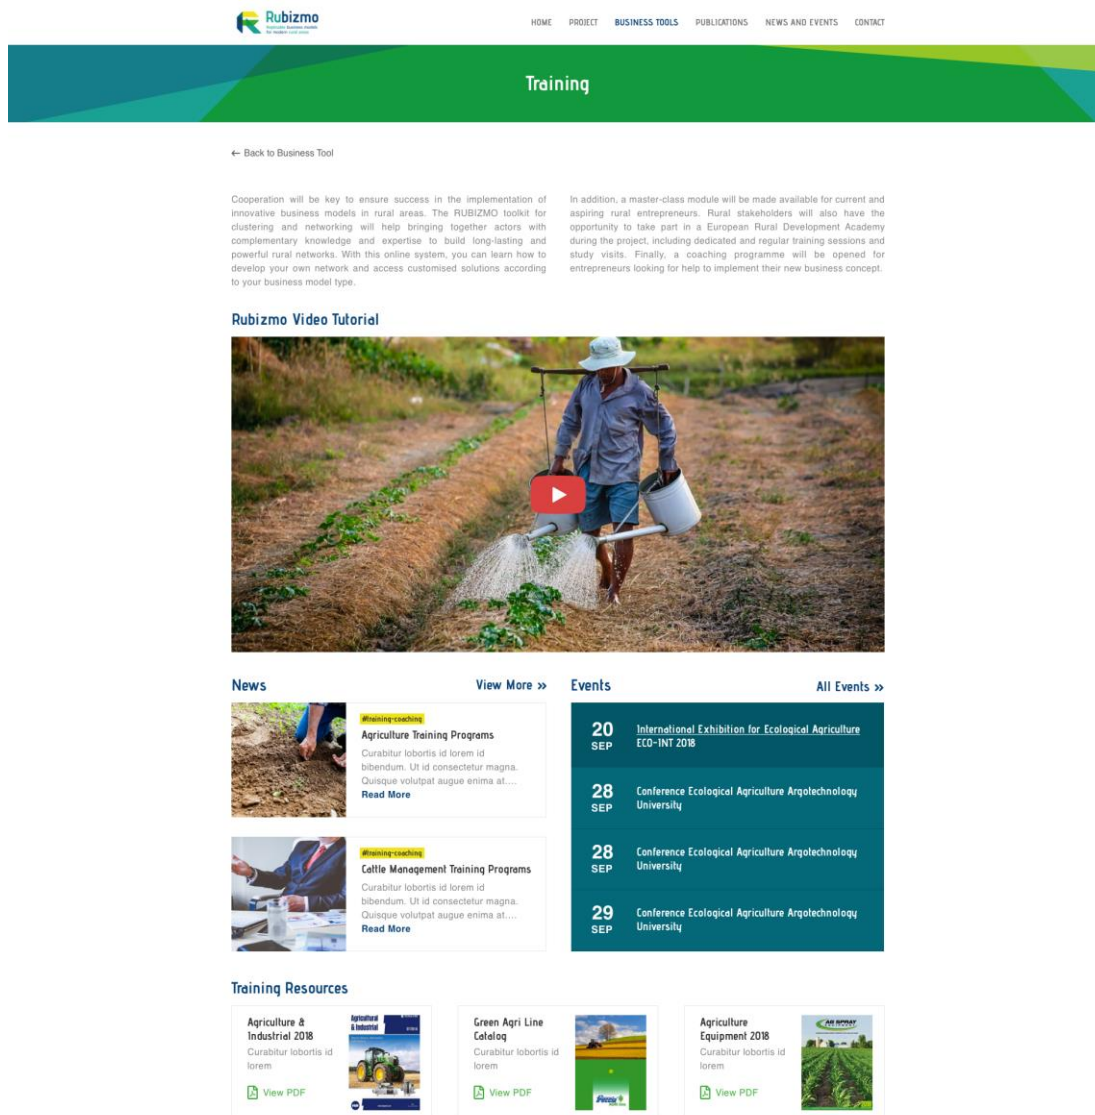 Rubizmo
HOME PROJECT BUSINESS TOOLS PUBLICATIONS NEWS AND EVENTS CONTACT
Training
← Back to Business Tool
Cooperation will be key to ensure success in the implementation of
innovative business models in rural areas. The RUBIZMO toolkit for
clustering and networking will help bringing together actors with
complementary knowledge and expertise to build long-lasting and
powerful rural networks. With this online system, you can learn how to
develop your own network and access customised solutions according
to your business model type.
In addition, a master-class module will be made available for current and
aspiring rural entrepreneurs. Rural stakeholders will also have the
opportunity to take part in a European Rural Development Academy
during the project, including dedicated and regular training sessions and
study visits. Finally, a coaching programme will be opened for
entrepreneurs looking for help to implement their new business concept.
Rubizmo Video Tutorial
News
View More »
#training-coaching
Agriculture Training Programs
Curabitur lobortis id lorem id
bibendum. Ut id consectetur magna.
Quisque volutpat augue enima at....
Read More
#training-coaching
Cattle Management Training Programs
Curabitur lobortis id lorem id
bibendum. Ut id consectetur magna.
Quisque volutpat augue enima at....
Read More
Events
All Events »
20
SEP
International Exhibition for Ecological Agriculture
ECO-INT 2018
28
SEP
Conference Ecological Agriculture Argotechnology
University
28
SEP
Conference Ecological Agriculture Argotechnology
University
29
SEP
Conference Ecological Agriculture Argotechnology
University
Training Resources
Agriculture &
Industrial 2018
Curabitur lobortis id
lorem
View PDF
Agricultural
& Industrial
Green Agri Line
Catalog
Curabitur lobortis id
lorem
View PDF
Agriculture
Equipment 2018
Curabitur lobortis id
lorem
View PDF